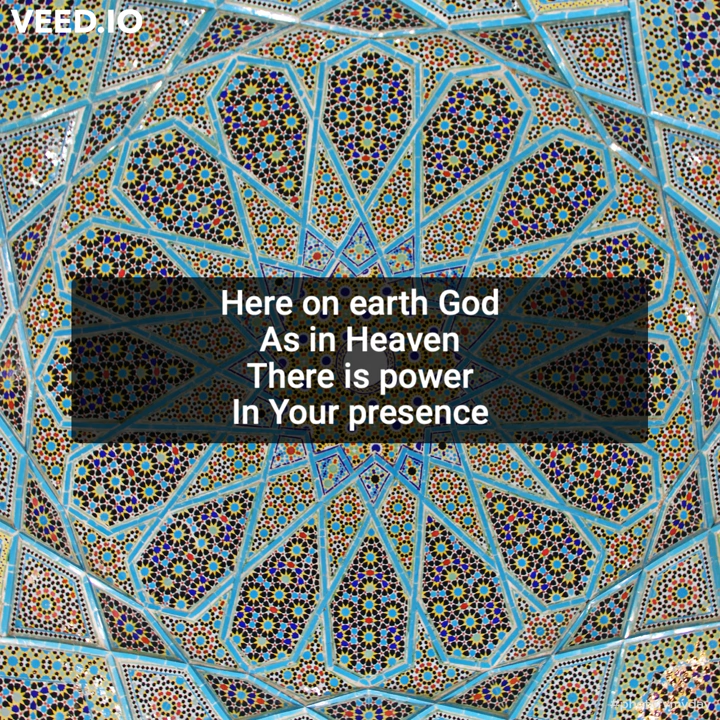 VEED.IO
Here on earth God
As in Heaven
There is power
In Your presence